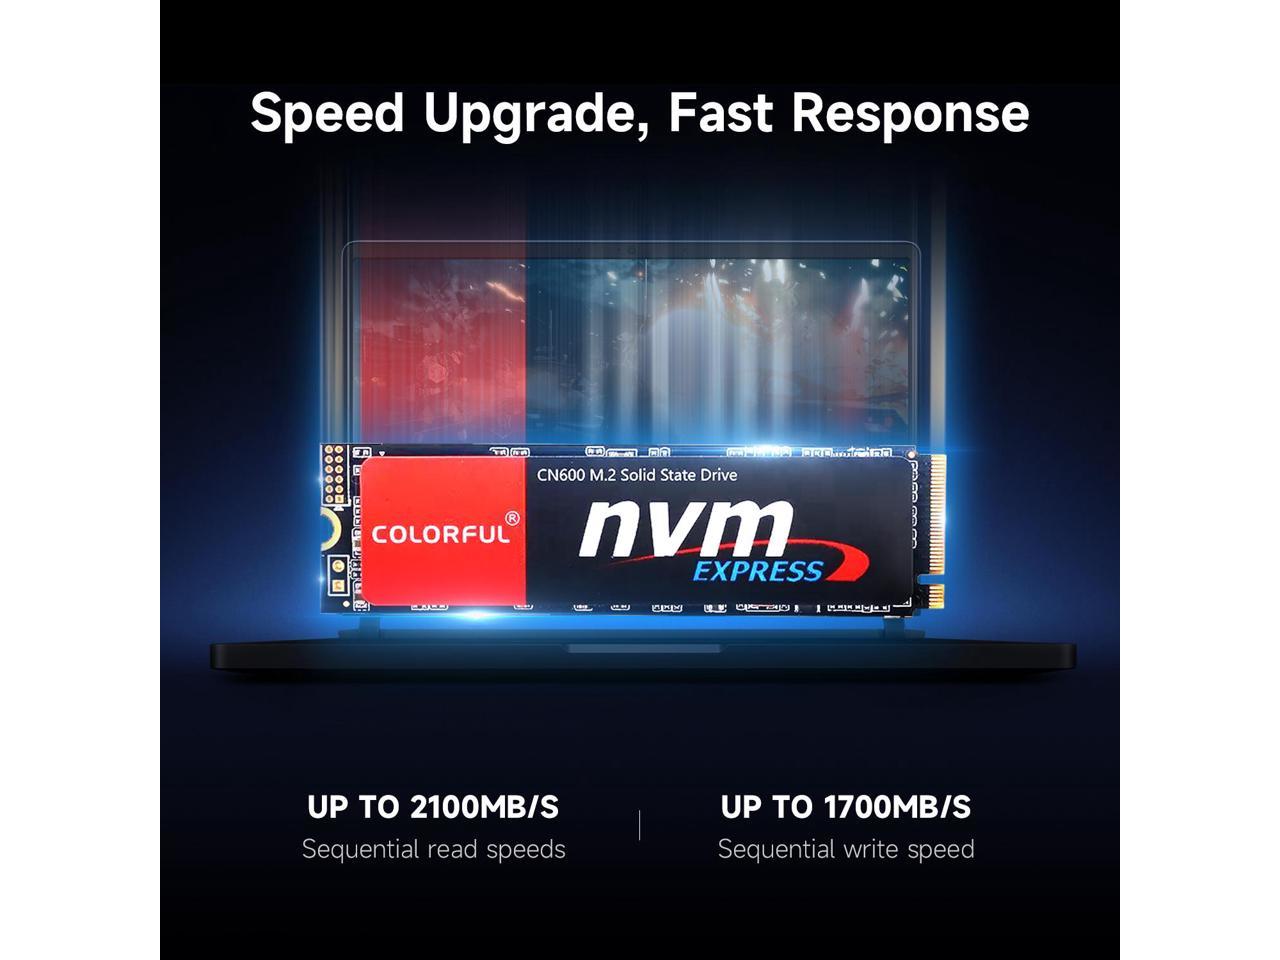 Speed Upgrade, Fast Response
CN600 M.2 Solid State Drive
COLORFUL®
nvm
EXPRESS
UP TO 2100MB/S
Sequential read speeds
UP TO 1700MB/S
Sequential write speed